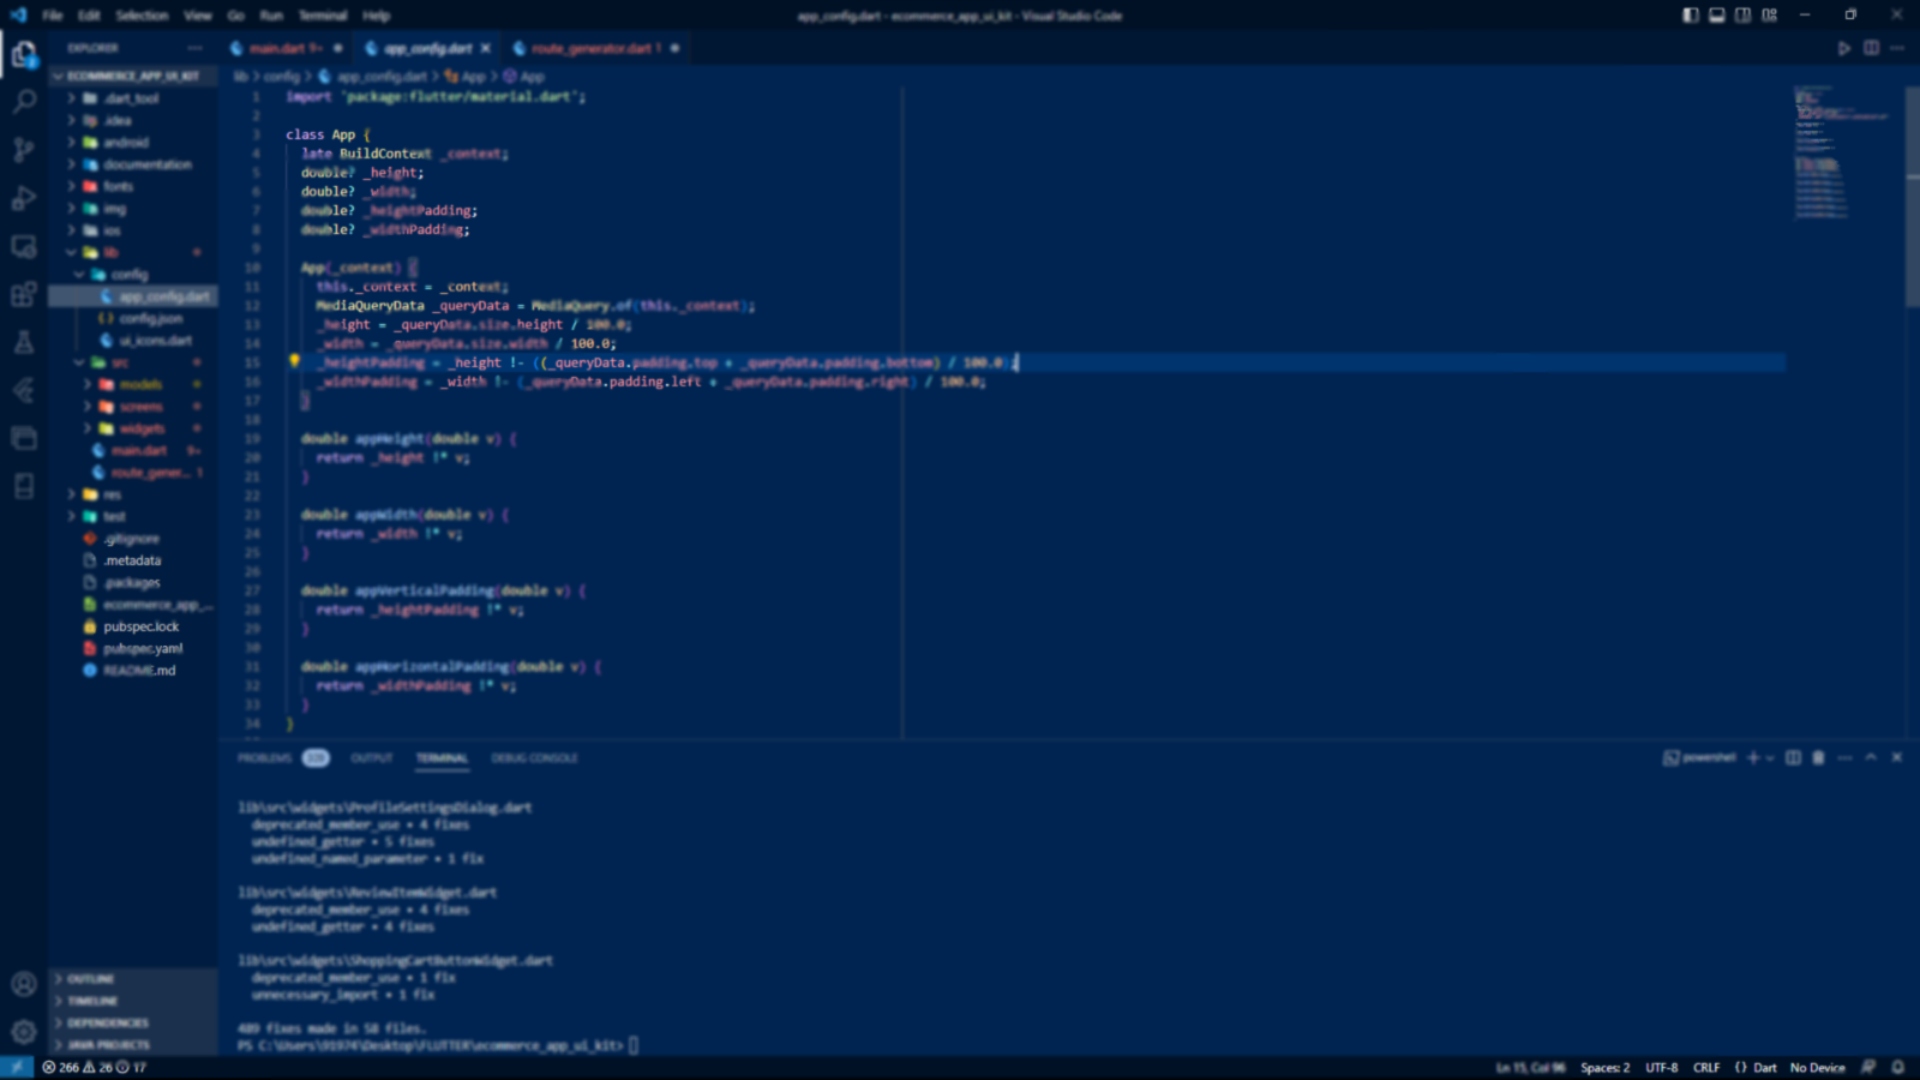 File Edit Selection View Go Run Terminal Help
app_config.dart - ecommerce_app_ui_kit - Visual Studio Code
EXPLORER
main.dart 9+
app_config.dart
route_generator.dart 1
ECOMMERCE_APP_UI_KIT
lib > config > app_config.dart > App > App
.dart_tool
.idea
android
documentation
fonts
img
ios
lib
config
app_config.dart
config.json
ui_icons.dart
src
models
screens
widgets
main.dart 9+
route_gener... 1
res
test
.gitignore
.metadata
.packages
ecommerce_app_...
pubspec.lock
pubspec.yaml
README.md
OUTLINE
TIMELINE
DEPENDENCIES
JAVA PROJECTS
1 import 'package:flutter/material.dart';
2
3 class App {
4 late BuildContext _context;
5 double? _height;
6 double? _width;
7 double? _heightPadding;
8 double? _widthPadding;
9
10 App(_context) {
11 this._context = _context;
12 MediaQueryData _queryData = MediaQuery.of(this._context);
13 _height = _queryData.size.height / 100.0;
14 _width = _queryData.size.width / 100.0;
15 _heightPadding = _height !- ((_queryData.padding.top + _queryData.padding.bottom) / 100.0);
16 _widthPadding = _width !- (_queryData.padding.left + _queryData.padding.right) / 100.0;
17 }
18
19 double appHeight(double v) {
20 return _height !* v;
21 }
22
23 double appWidth(double v) {
24 return _width !* v;
25 }
26
27 double appVerticalPadding(double v) {
28 return _heightPadding !* v;
29 }
30
31 double appHorizontalPadding(double v) {
32 return _widthPadding !* v;
33 }
34 }
PROBLEMS OUTPUT TERMINAL DEBUG CONSOLE
powershell
lib\src\widgets\ProfileSettingsDialog.dart
deprecated_member_use • 4 fixes
undefined_getter • 5 fixes
undefined_named_parameter • 1 fix
lib\src\widgets\ReviewItemWidget.dart
deprecated_member_use • 4 fixes
undefined_getter • 4 fixes
lib\src\widgets\ShoppingCartButtonWidget.dart
deprecated_member_use • 1 fix
unnecessary_import • 1 fix
489 fixes made in 58 files.
PS C:\Users\91974\Desktop\FLUTTER\ecommerce_app_ui_kit>
266 26 17
Ln 15, Col 96 Spaces: 2 UTF-8 CRLF {} Dart No Device